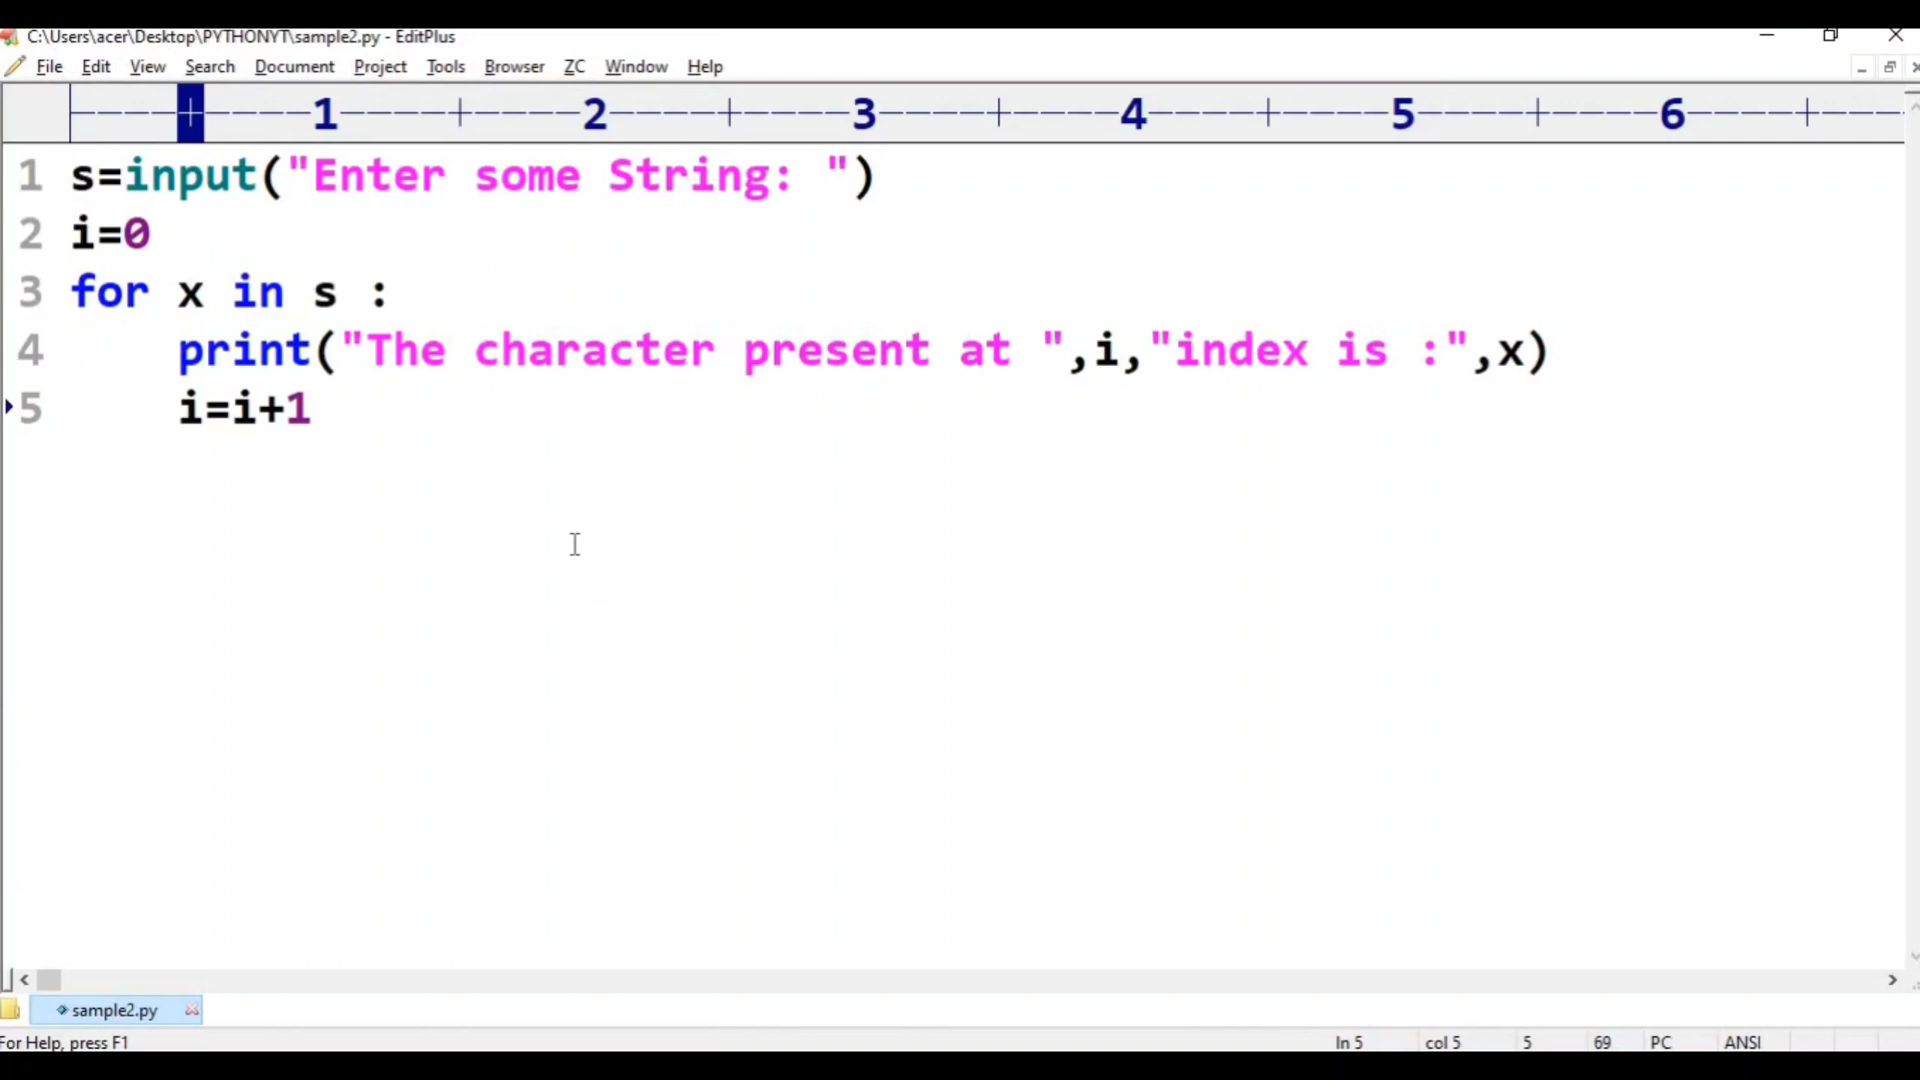 C:\Users\acer\Desktop\PYTHONYT\sample2.py - EditPlus
File Edit View Search Document Project Tools Browser ZC Window Help
----+----1----+----2----+----3----+----4----+----5----+----6----+---
1 s=input("Enter some String: ")
2 i=0
3 for x in s :
4     print("The character present at ",i,"index is :",x)
5     i=i+1
sample2.py
For Help, press F1 ln 5 col 5 5 69 PC ANSI